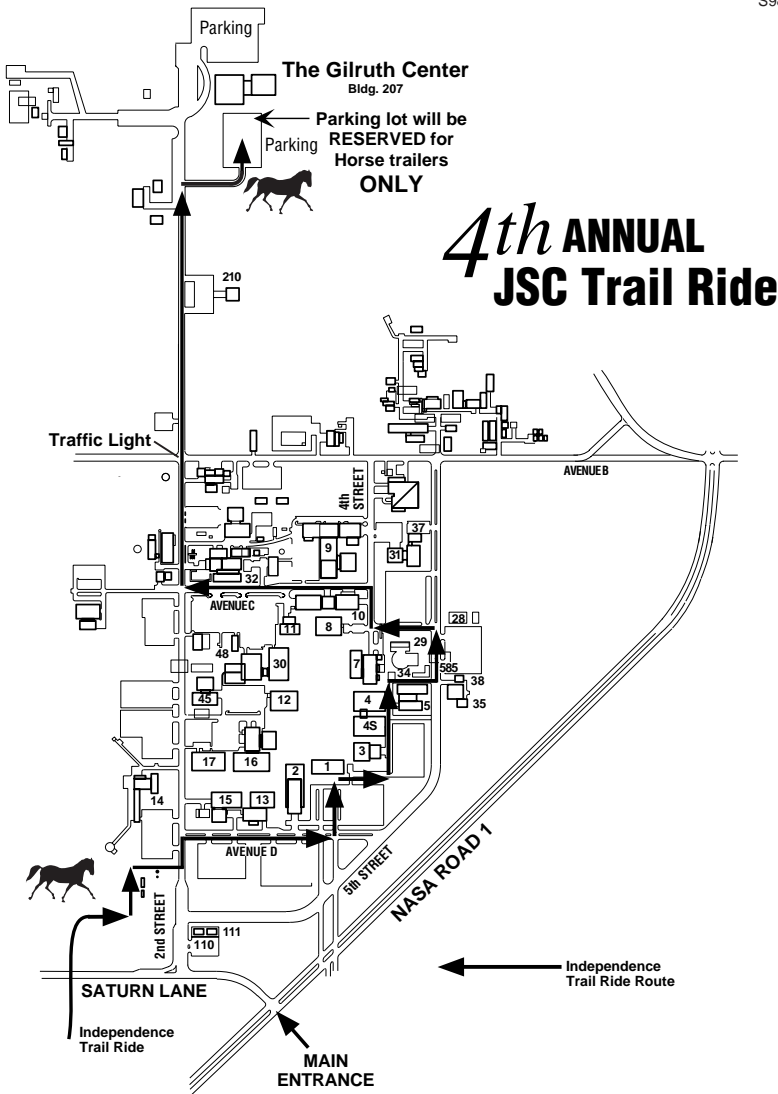 Parking
The Gilruth Center
Bldg. 207
Parking lot will be
RESERVED for
Horse trailers
ONLY
Parking
4th ANNUAL
JSC Trail Ride
210
Traffic Light
AVENUE B
4th
STREET
37
9
31
32
AVENUE C
10
11
8
28
29
48
30
7
585
34
38
45
12
4
5
35
4S
3
17
16
2
1
14
15
13
AVENUE D
5th STREET
NASA ROAD 1
2nd STREET
111
110
SATURN LANE
Independence
Trail Ride Route
Independence
Trail Ride
MAIN
ENTRANCE